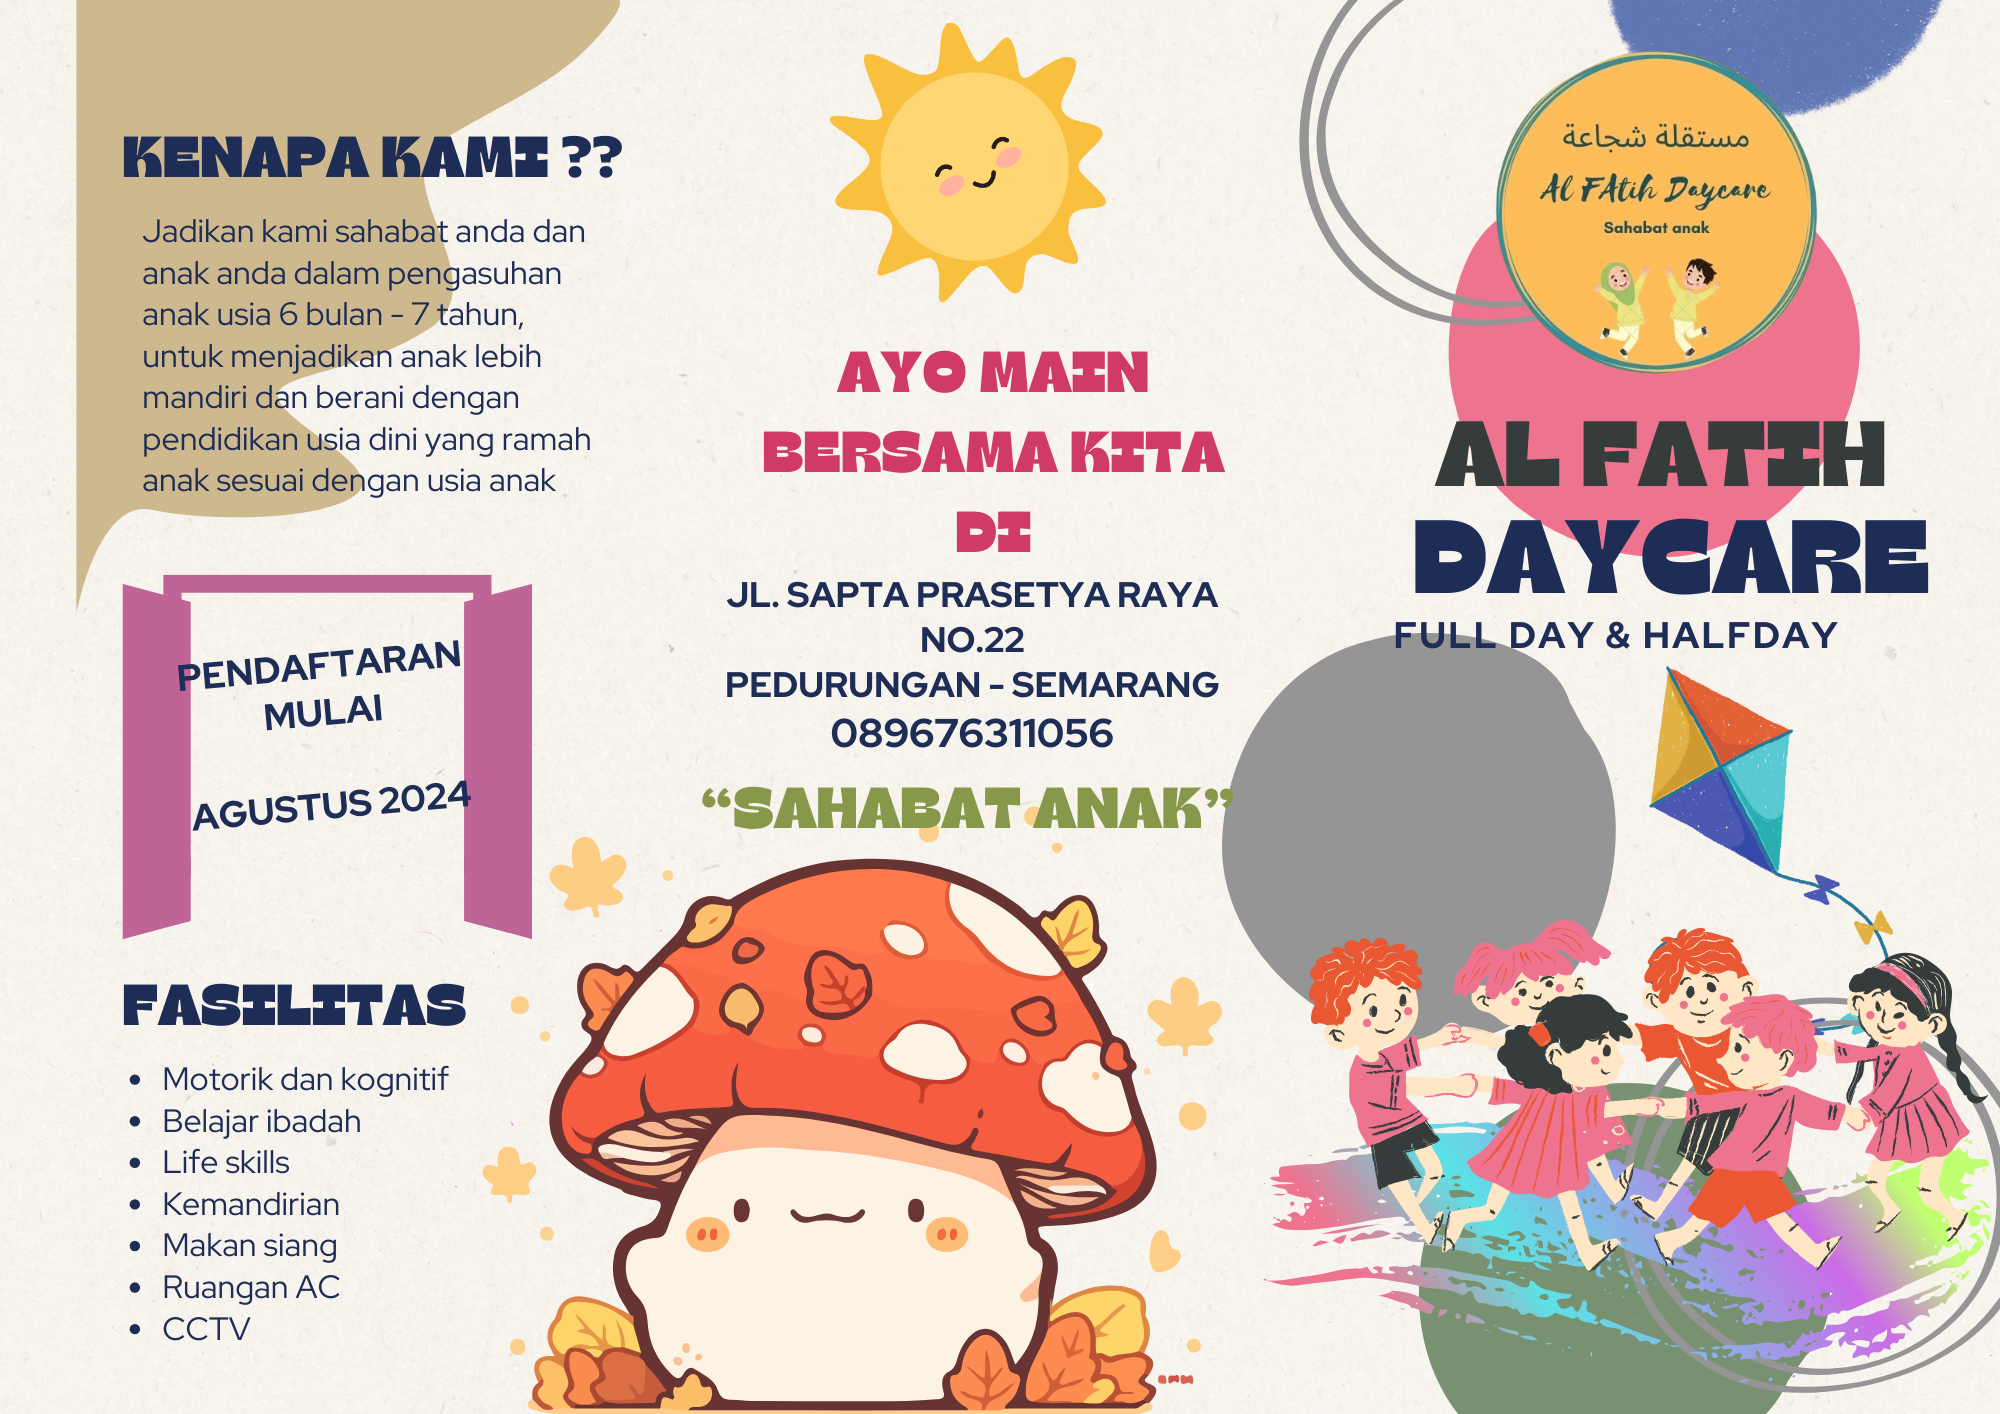 KENAPA KAMI ??
Jadikan kami sahabat anda dan
anak anda dalam pengasuhan
anak usia 6 bulan - 7 tahun,
untuk menjadikan anak lebih
mandiri dan berani dengan
pendidikan usia dini yang ramah
anak sesuai dengan usia anak
PENDAFTARAN
MULAI
AGUSTUS 2024
FASILITAS
• Motorik dan kognitif
• Belajar ibadah
• Life skills
• Kemandirian
• Makan siang
• Ruangan AC
• CCTV
AYO MAIN
BERSAMA KITA
DI
JL. SAPTA PRASETYA RAYA
NO.22
PEDURUNGAN - SEMARANG
089676311056
“SAHABAT ANAK”
مستقلة شجاعة
Al FAtih Daycare
Sahabat anak
AL FATIH
DAYCARE
FULL DAY & HALFDAY